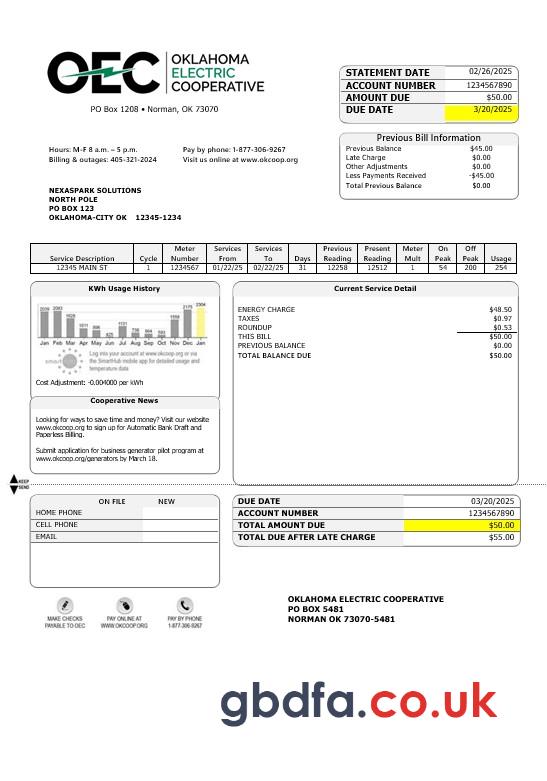 OEC OKLAHOMA
ELECTRIC
COOPERATIVE
PO Box 1208 • Norman, OK 73070
STATEMENT DATE 02/26/2025
ACCOUNT NUMBER 1234567890
AMOUNT DUE $50.00
DUE DATE 3/20/2025
Previous Bill Information
Previous Balance $45.00
Late Charge $0.00
Other Adjustments $0.00
Less Payments Received -$45.00
Total Previous Balance $0.00
Hours: M-F 8 a.m. – 5 p.m. Pay by phone: 1-877-306-9267
Billing & outages: 405-321-2024 Visit us online at www.okcoop.org
NEXASPARK SOLUTIONS
NORTH POLE
PO BOX 123
OKLAHOMA-CITY OK 12345-1234
Service Description Cycle Meter Number Services From Services To Days Previous Reading Present Reading Meter Mult On Peak Off Peak Usage
12345 MAIN ST 1 1234567 01/22/25 02/22/25 31 12258 12512 1 54 200 254
KWh Usage History
Jan Feb Mar Apr May Jun Jul Aug Sep Oct Nov Dec Jan
Log into your account at www.okcoop.org or via
the SmartHub mobile app for detailed usage and
temperature data
Cost Adjustment: -0.004000 per kWh
Cooperative News
Looking for ways to save time and money? Visit our website
www.okcoop.org to sign up for Automatic Bank Draft and
Paperless Billing.
Submit application for business generator pilot program at
www.okcoop.org/generators by March 18.
Current Service Detail
ENERGY CHARGE $48.50
TAXES $0.97
ROUNDUP $0.53
THIS BILL $50.00
PREVIOUS BALANCE $0.00
TOTAL BALANCE DUE $50.00
KEEP
SEND
ON FILE NEW
HOME PHONE
CELL PHONE
EMAIL
DUE DATE 03/20/2025
ACCOUNT NUMBER 1234567890
TOTAL AMOUNT DUE $50.00
TOTAL DUE AFTER LATE CHARGE $55.00
MAKE CHECKS
PAYABLE TO OEC
PAY ONLINE AT
WWW.OKCOOP.ORG
PAY BY PHONE
1-877-306-9267
OKLAHOMA ELECTRIC COOPERATIVE
PO BOX 5481
NORMAN OK 73070-5481
gbdfa.co.uk